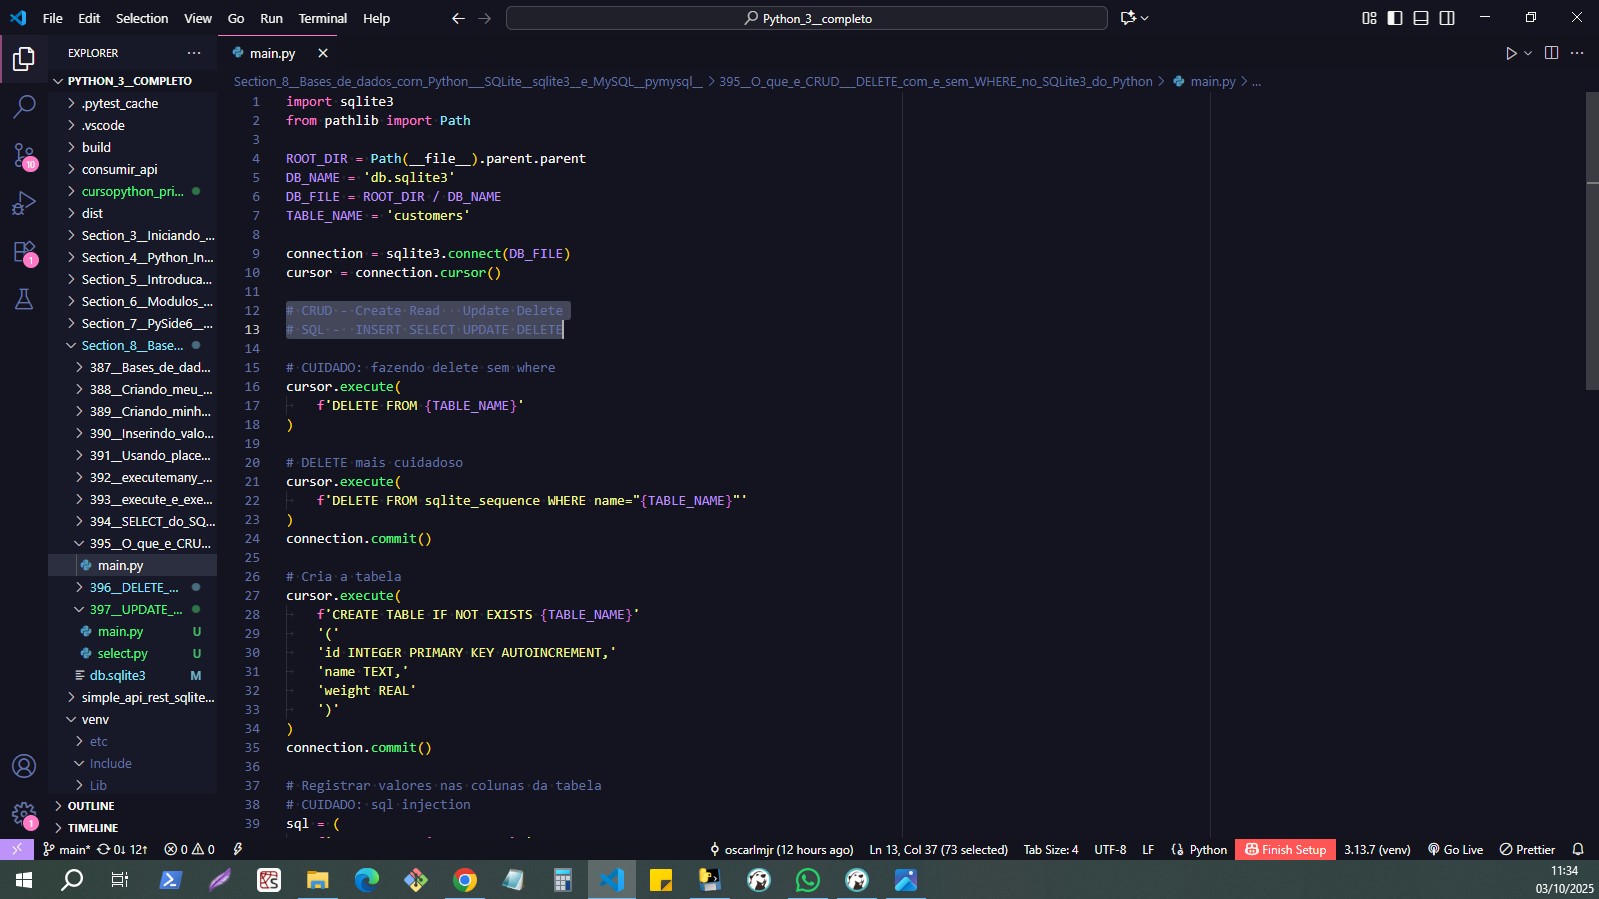 File Edit Selection View Go Run Terminal Help
Python_3__completo
EXPLORER
PYTHON_3__COMPLETO
.pytest_cache
.vscode
build
consumir_api
cursopython_pri...
dist
Section_3__Iniciando_...
Section_4__Python_In...
Section_5__Introduca...
Section_6__Modulos_...
Section_7__PySide6__...
Section_8__Base...
387__Bases_de_dad...
388__Criando_meu_...
389__Criando_minh...
390__Inserindo_valo...
391__Usando_place...
392__executemany_...
393__execute_e_exe...
394__SELECT_do_SQ...
395__O_que_e_CRU...
main.py
396__DELETE_...
397__UPDATE_...
main.py U
select.py U
db.sqlite3 M
simple_api_rest_sqlite...
venv
etc
Include
Lib
OUTLINE
TIMELINE
10
1
1
main.py
Section_8__Bases_de_dados_corn_Python___SQLite__sqlite3__e_MySQL__pymysql__ > 395__O_que_e_CRUD___DELETE_com_e_sem_WHERE_no_SQLite3_do_Python > main.py > ...
1 import sqlite3
2 from pathlib import Path
3
4 ROOT_DIR = Path(__file__).parent.parent
5 DB_NAME = 'db.sqlite3'
6 DB_FILE = ROOT_DIR / DB_NAME
7 TABLE_NAME = 'customers'
8
9 connection = sqlite3.connect(DB_FILE)
10 cursor = connection.cursor()
11
12 # CRUD - Create Read   Update Delete
13 # SQL -  INSERT SELECT UPDATE DELETE
14
15 # CUIDADO: fazendo delete sem where
16 cursor.execute(
17     f'DELETE FROM {TABLE_NAME}'
18 )
19
20 # DELETE mais cuidadoso
21 cursor.execute(
22     f'DELETE FROM sqlite_sequence WHERE name="{TABLE_NAME}"'
23 )
24 connection.commit()
25
26 # Cria a tabela
27 cursor.execute(
28     f'CREATE TABLE IF NOT EXISTS {TABLE_NAME}'
29     '('
30     'id INTEGER PRIMARY KEY AUTOINCREMENT,'
31     'name TEXT,'
32     'weight REAL'
33     ')'
34 )
35 connection.commit()
36
37 # Registrar valores nas colunas da tabela
38 # CUIDADO: sql injection
39 sql = (
main* 0↓ 12↑ 0 0 oscarlmjr (12 hours ago) Ln 13, Col 37 (73 selected) Tab Size: 4 UTF-8 LF Python Finish Setup 3.13.7 (venv) Go Live Prettier
11:34
03/10/2025